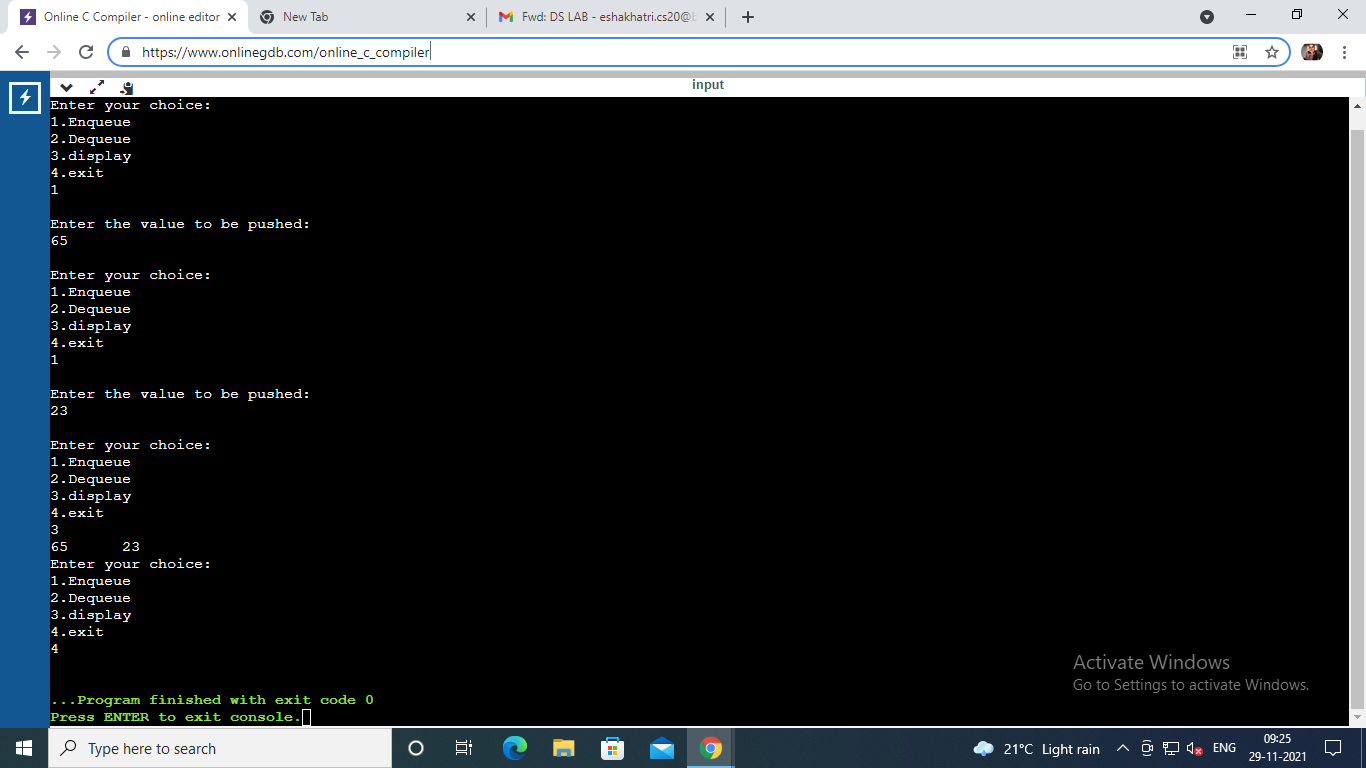 Online C Compiler - online editor
New Tab
Fwd: DS LAB - eshakhatri.cs20@b
https://www.onlinegdb.com/online_c_compiler
input
Enter your choice:
1.Enqueue
2.Dequeue
3.display
4.exit
1
Enter the value to be pushed:
65
Enter your choice:
1.Enqueue
2.Dequeue
3.display
4.exit
1
Enter the value to be pushed:
23
Enter your choice:
1.Enqueue
2.Dequeue
3.display
4.exit
3
65 23
Enter your choice:
1.Enqueue
2.Dequeue
3.display
4.exit
4
...Program finished with exit code 0
Press ENTER to exit console.
Activate Windows
Go to Settings to activate Windows.
Type here to search
21°C Light rain
ENG
09:25
29-11-2021